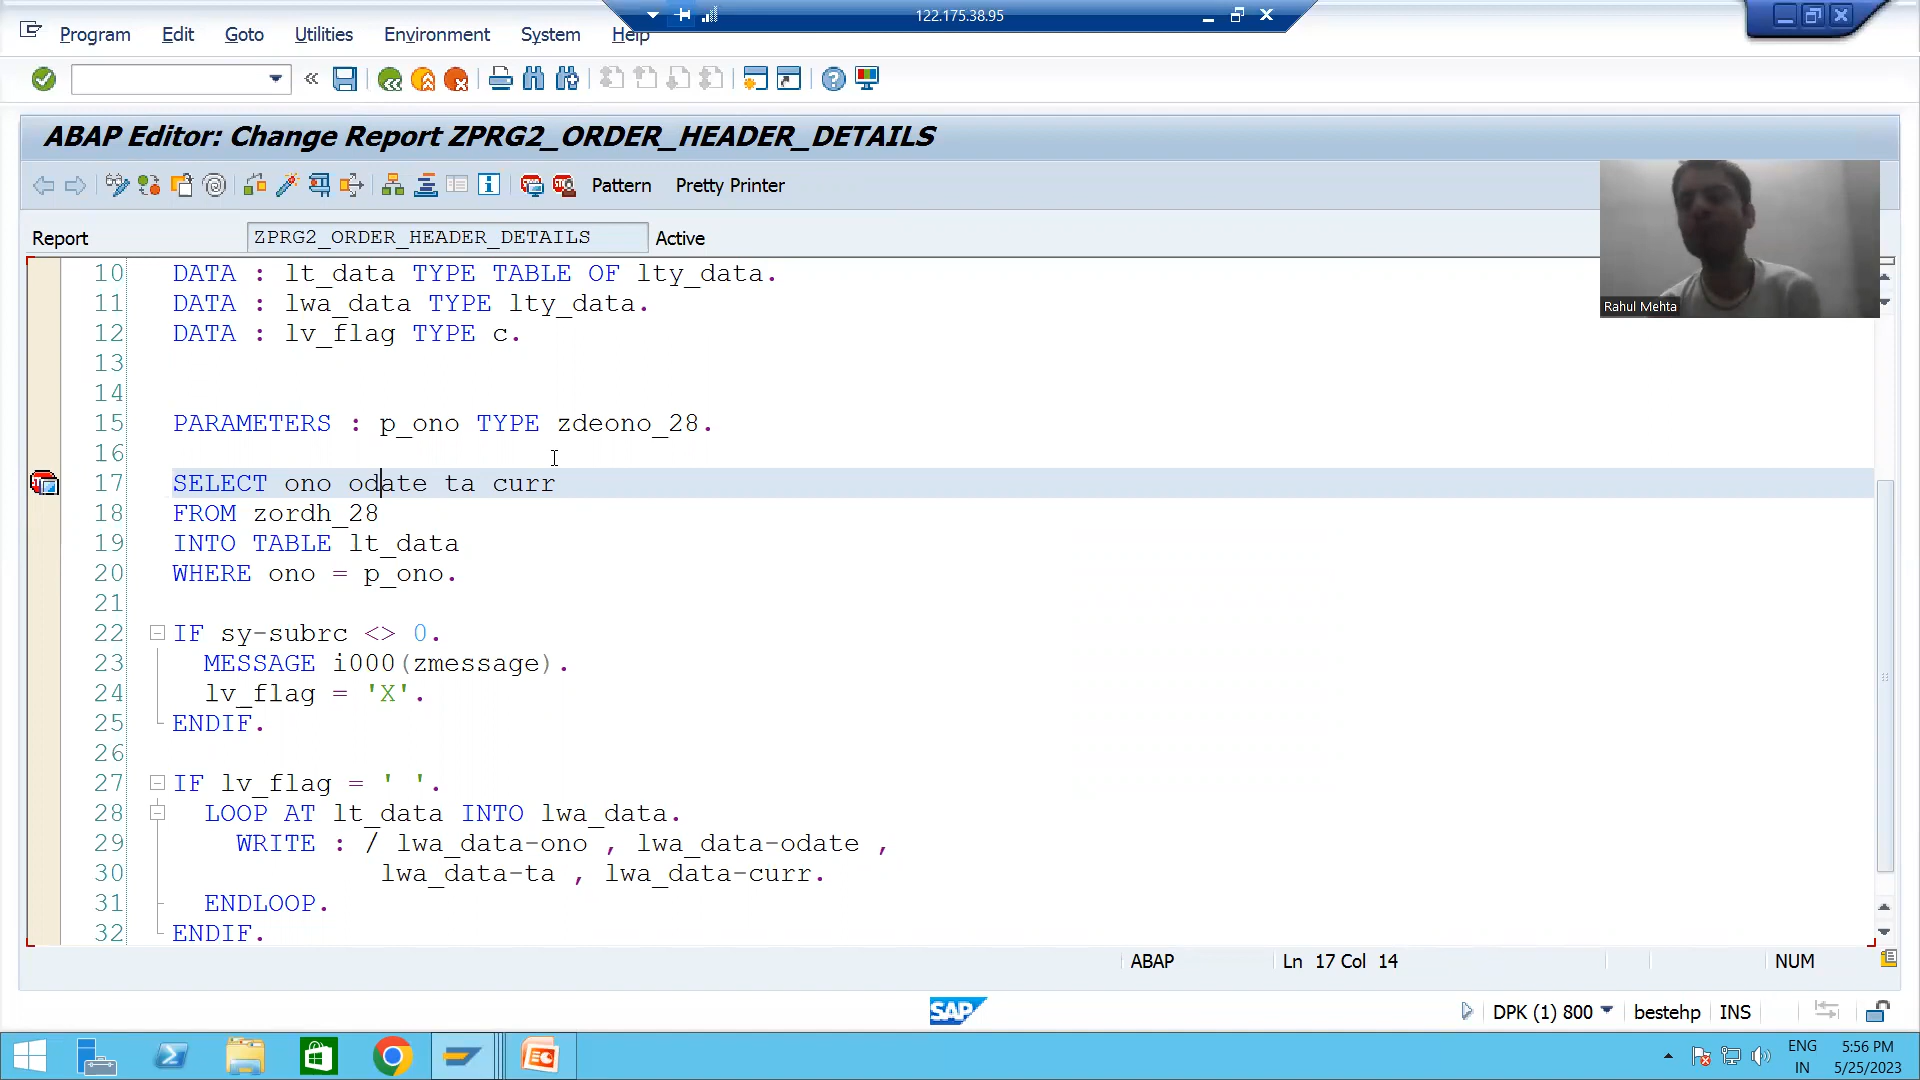 122.175.38.95
Program Edit Goto Utilities Environment System Help
ABAP Editor: Change Report ZPRG2_ORDER_HEADER_DETAILS
Pattern Pretty Printer
Report ZPRG2_ORDER_HEADER_DETAILS Active
Rahul Mehta
10 DATA : lt_data TYPE TABLE OF lty_data.
11 DATA : lwa_data TYPE lty_data.
12 DATA : lv_flag TYPE c.
13
14
15 PARAMETERS : p_ono TYPE zdeono_28.
16
17 SELECT ono odate ta curr
18 FROM zordh_28
19 INTO TABLE lt_data
20 WHERE ono = p_ono.
21
22 IF sy-subrc <> 0.
23 MESSAGE i000(zmessage).
24 lv_flag = 'X'.
25 ENDIF.
26
27 IF lv_flag = ' '.
28 LOOP AT lt_data INTO lwa_data.
29 WRITE : / lwa_data-ono , lwa_data-odate ,
30 lwa_data-ta , lwa_data-curr.
31 ENDLOOP.
32 ENDIF.
ABAP Ln 17 Col 14 NUM
SAP DPK (1) 800 bestehp INS
ENG 5:56 PM
IN 5/25/2023